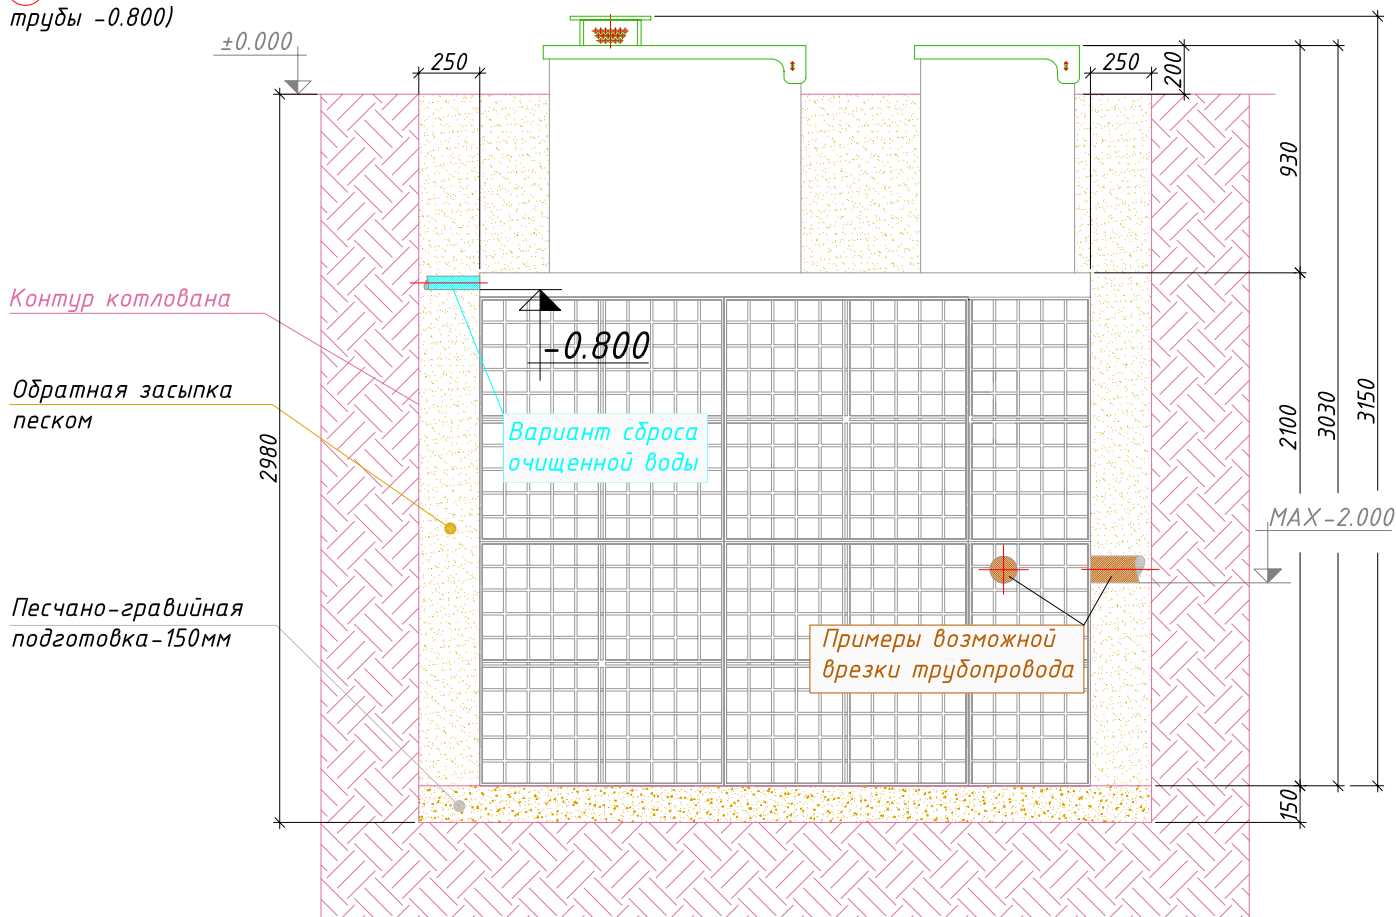 трубы -0.800)
±0.000
250
250
200
930
Контур котлована
-0.800
Обратная засыпка
песком
3150
3030
2100
2980
Вариант сброса
очищенной воды
MAX-2.000
Песчано-гравийная
подготовка-150мм
Примеры возможной
врезки трубопровода
150